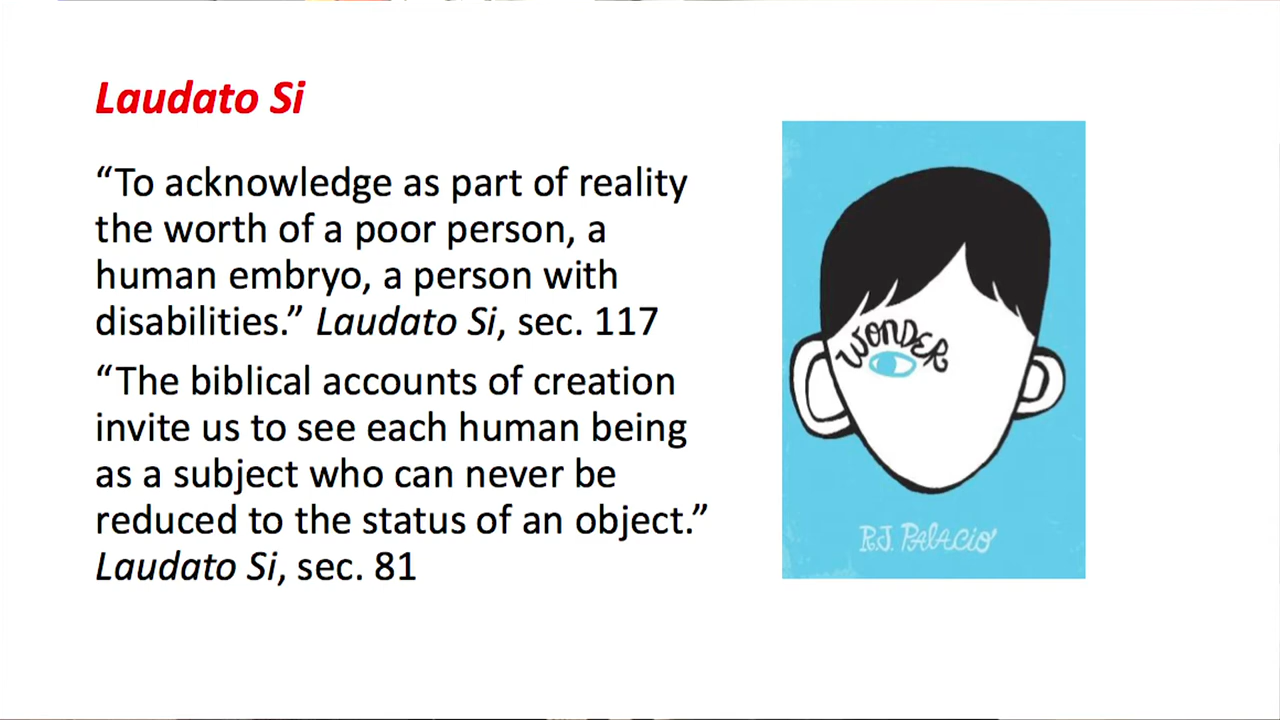 Laudato Si
“To acknowledge as part of reality
the worth of a poor person, a
human embryo, a person with
disabilities.” Laudato Si, sec. 117
“The biblical accounts of creation
invite us to see each human being
as a subject who can never be
reduced to the status of an object.”
Laudato Si, sec. 81
WONDER
R.J. PALACIO